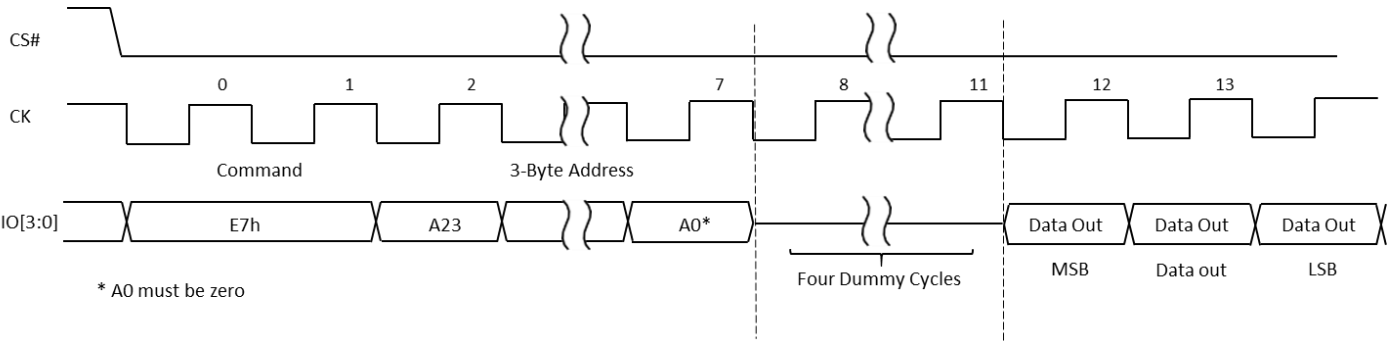 CS#
0 1 2 7 8 11 12 13
CK
Command 3-Byte Address
IO[3:0] E7h A23 A0* Data Out Data Out Data Out
Four Dummy Cycles MSB Data out LSB
* A0 must be zero